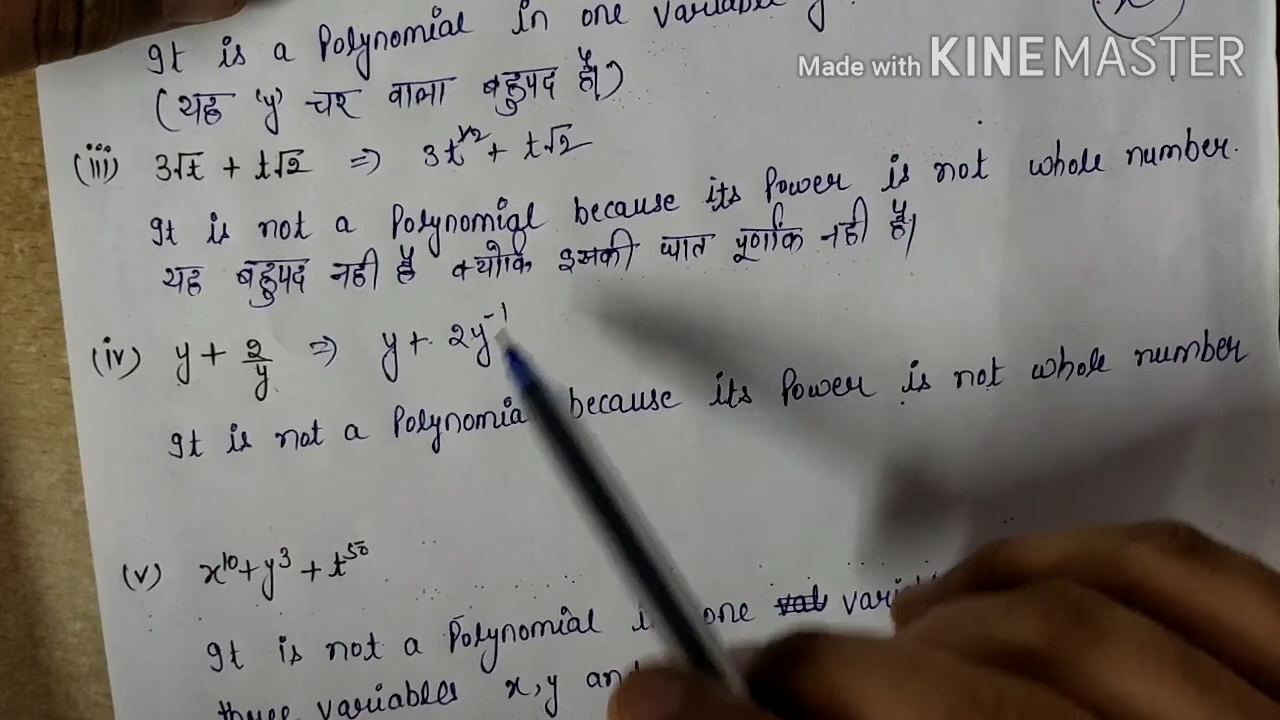 It is a Polynomial in one variable y.
Made with KINEMASTER
(यह 'y' चर वाला बहुपद है।)
(iii) 3√t + t√2 ⇒ 3t^1/2 + t√2
It is not a Polynomial because its Power is not whole number.
यह बहुपद नही है क्योकि इसकी घात पूर्णांक नही है।
(iv) y + 2/y ⇒ y + 2y^-1
It is not a Polynomial because its Power is not whole number
(v) x^10 + y^3 + t^50
It is not a Polynomial one
three variables x, y and